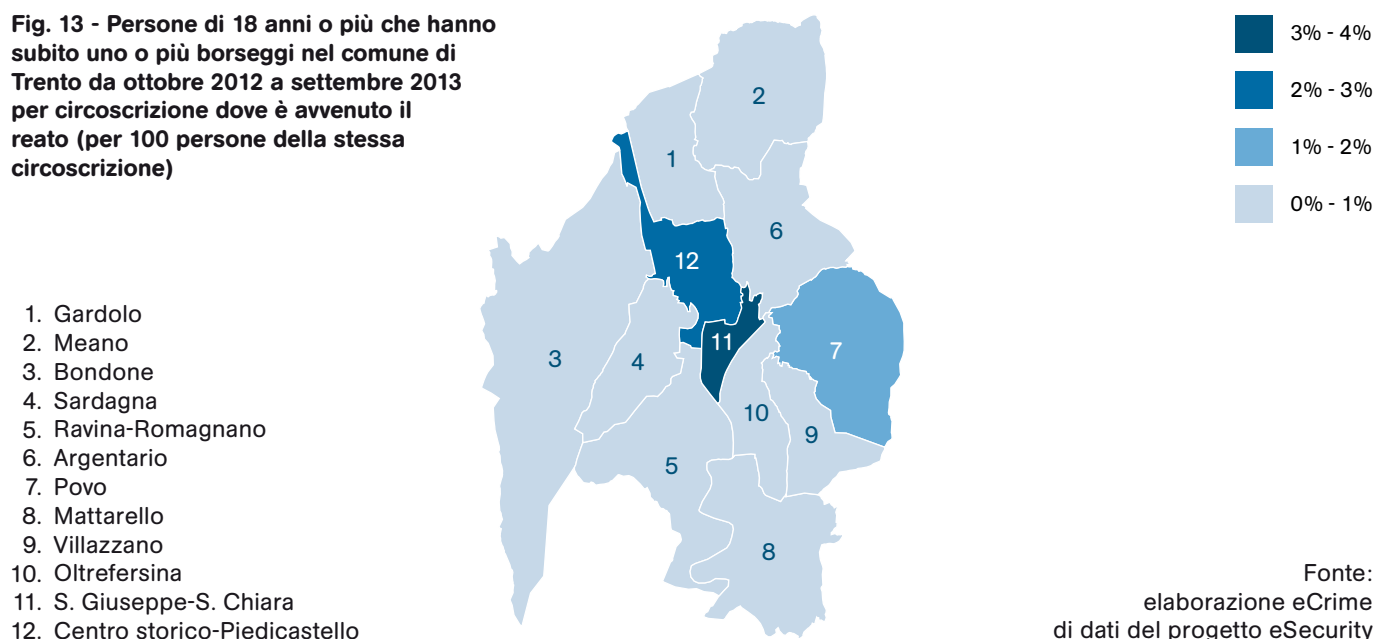 Fig. 13 - Persone di 18 anni o più che hanno
subito uno o più borseggi nel comune di
Trento da ottobre 2012 a settembre 2013
per circoscrizione dove è avvenuto il
reato (per 100 persone della stessa
circoscrizione)
3% - 4%
2% - 3%
1% - 2%
0% - 1%
2
1
6
12
11
7
3
4
10
9
5
8
1. Gardolo
2. Meano
3. Bondone
4. Sardagna
5. Ravina-Romagnano
6. Argentario
7. Povo
8. Mattarello
9. Villazzano
10. Oltrefersina
11. S. Giuseppe-S. Chiara
12. Centro storico-Piedicastello
Fonte:
elaborazione eCrime
di dati del progetto eSecurity